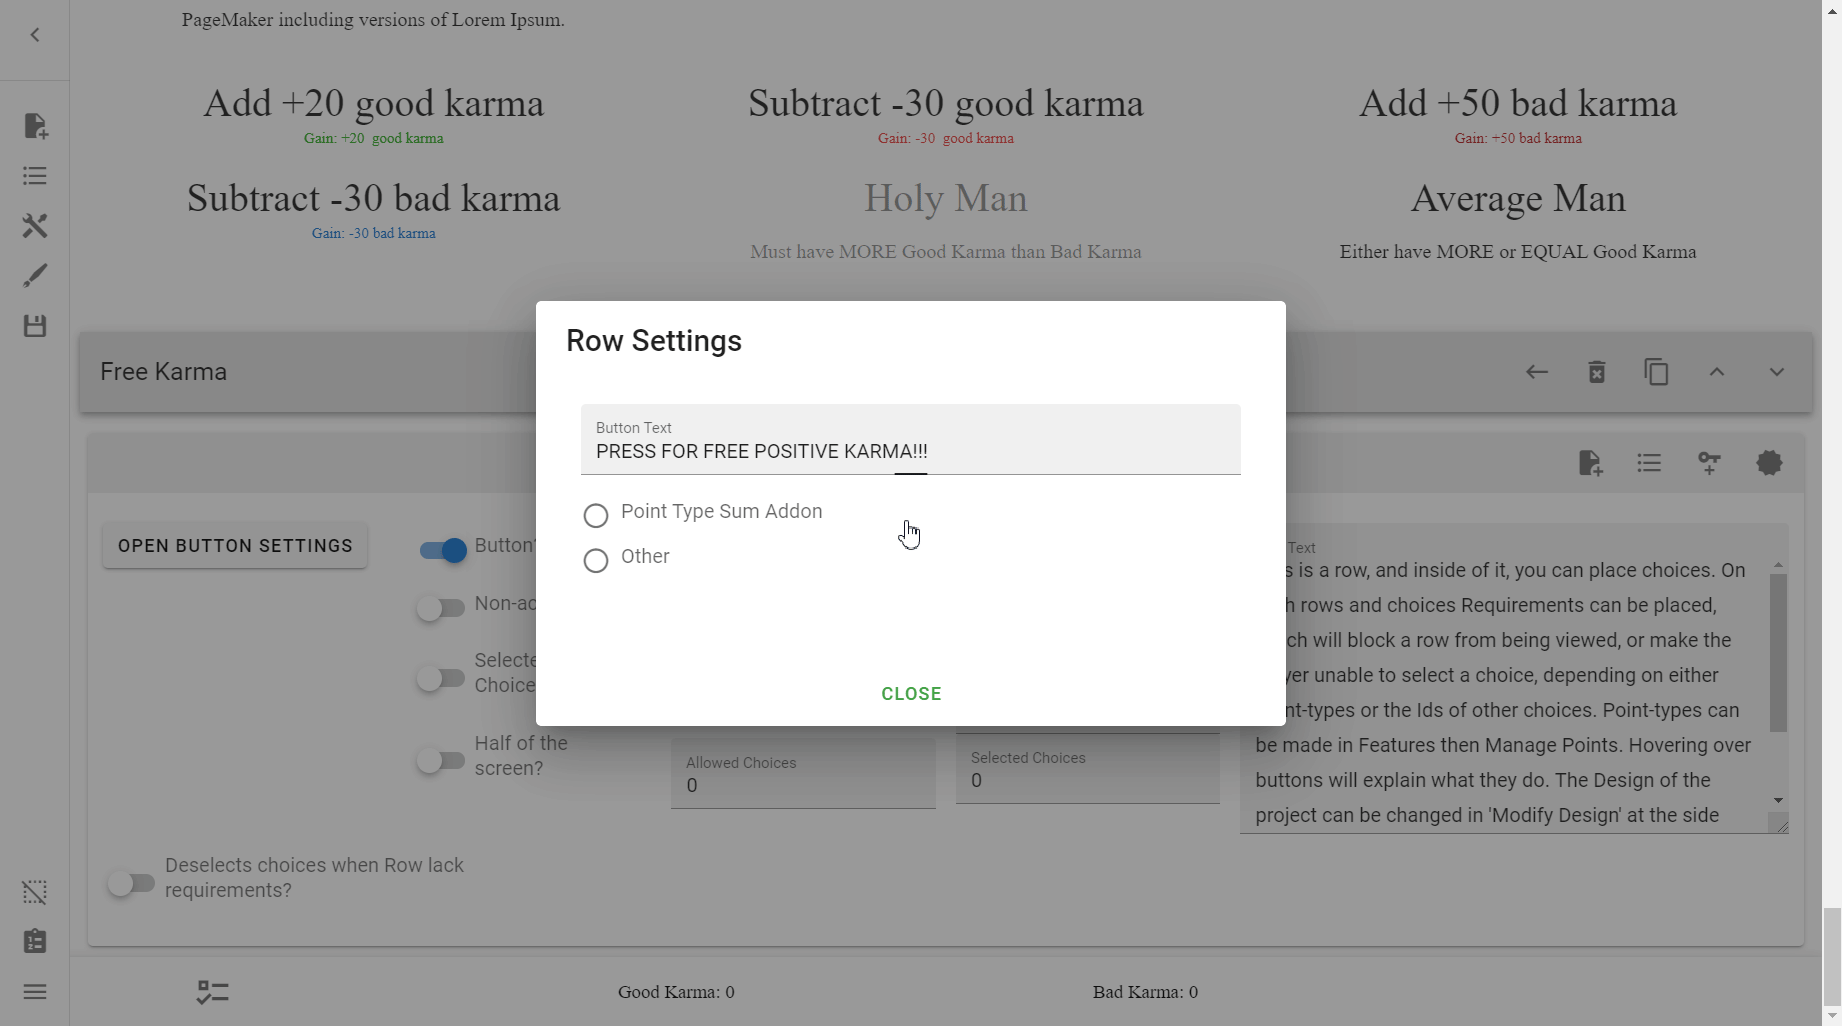 PageMaker including versions of Lorem Ipsum.
Add +20 good karma
Gain: +20 good karma
Subtract -30 good karma
Gain: -30 good karma
Add +50 bad karma
Gain: +50 bad karma
Subtract -30 bad karma
Gain: -30 bad karma
Holy Man
Must have MORE Good Karma than Bad Karma
Average Man
Either have MORE or EQUAL Good Karma
Free Karma
Row Settings
Button Text
PRESS FOR FREE POSITIVE KARMA!!!
Point Type Sum Addon
Other
CLOSE
OPEN BUTTON SETTINGS
Button?
Half of the
screen?
Deselects choices when Row lack
requirements?
Allowed Choices
0
Selected Choices
0
Text
is a row, and inside of it, you can place choices. On
rows and choices Requirements can be placed,
will block a row from being viewed, or make the
unable to select a choice, depending on either
or the Ids of other choices. Point-types can
be made in Features then Manage Points. Hovering over
buttons will explain what they do. The Design of the
project can be changed in 'Modify Design' at the side
Good Karma: 0
Bad Karma: 0